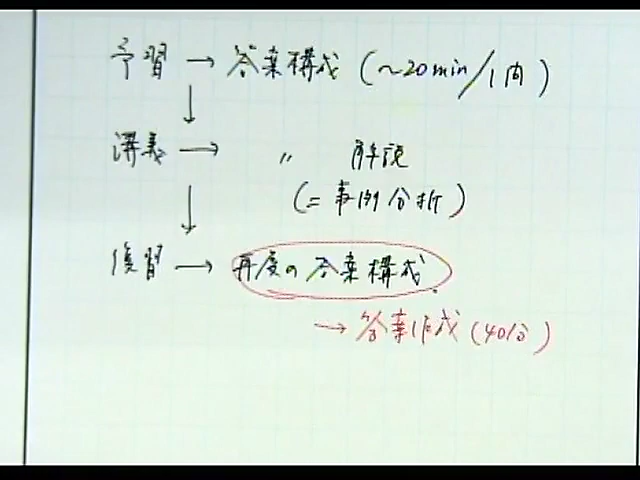 予習 → 答案構成 (~20min/1問)
↓
講義 → 〃 解説
↓ (= 事例分析)
復習 → 再度の答案構成
→ 答案作成 (40分)